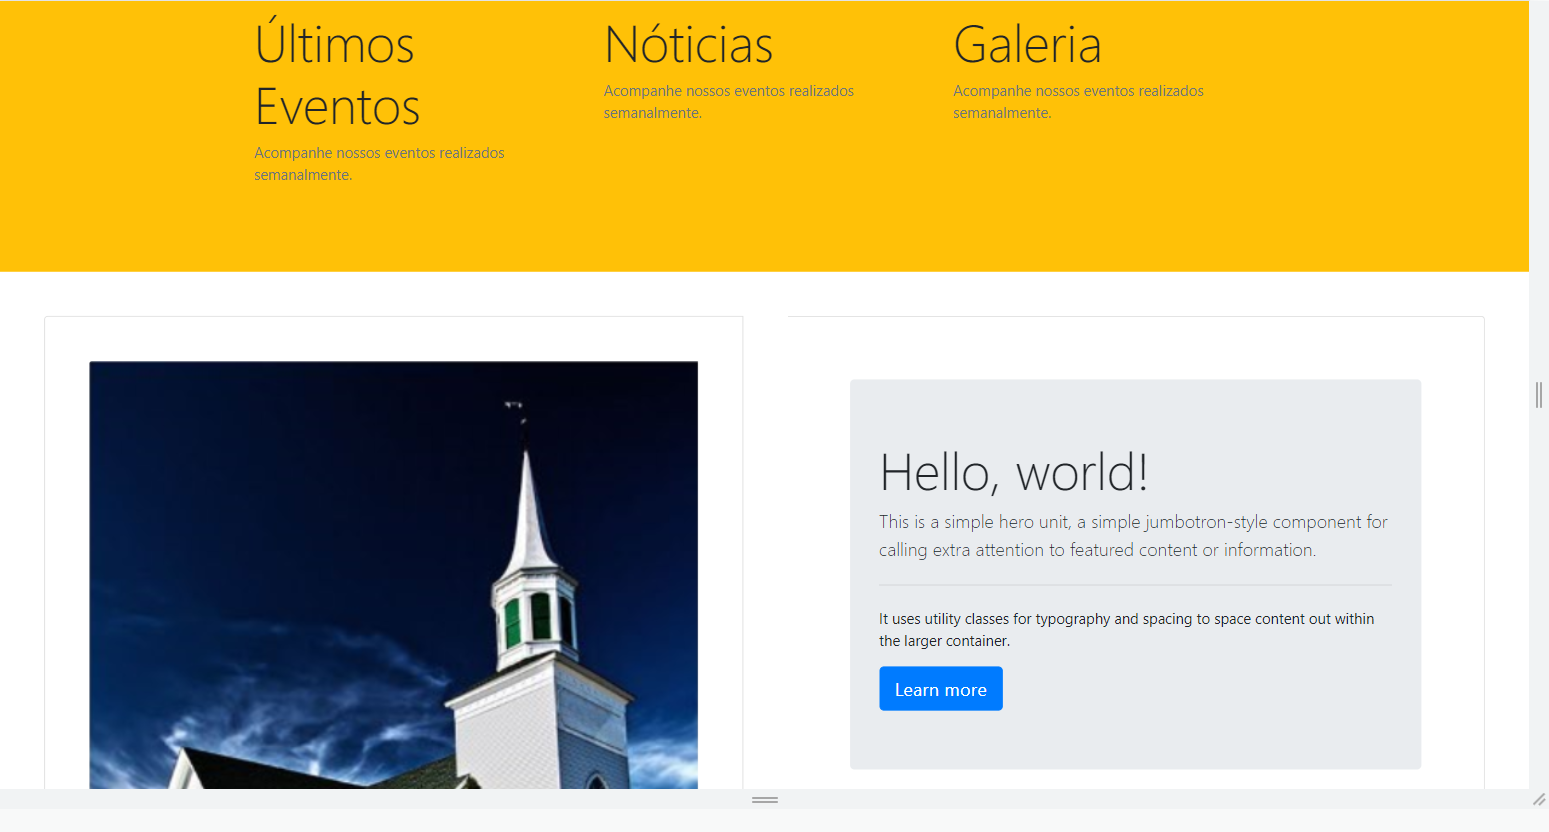 Últimos
Eventos
Acompanhe nossos eventos realizados
semanalmente.
Nóticias
Acompanhe nossos eventos realizados
semanalmente.
Galeria
Acompanhe nossos eventos realizados
semanalmente.
Hello, world!
This is a simple hero unit, a simple jumbotron-style component for
calling extra attention to featured content or information.
It uses utility classes for typography and spacing to space content out within
the larger container.
Learn more